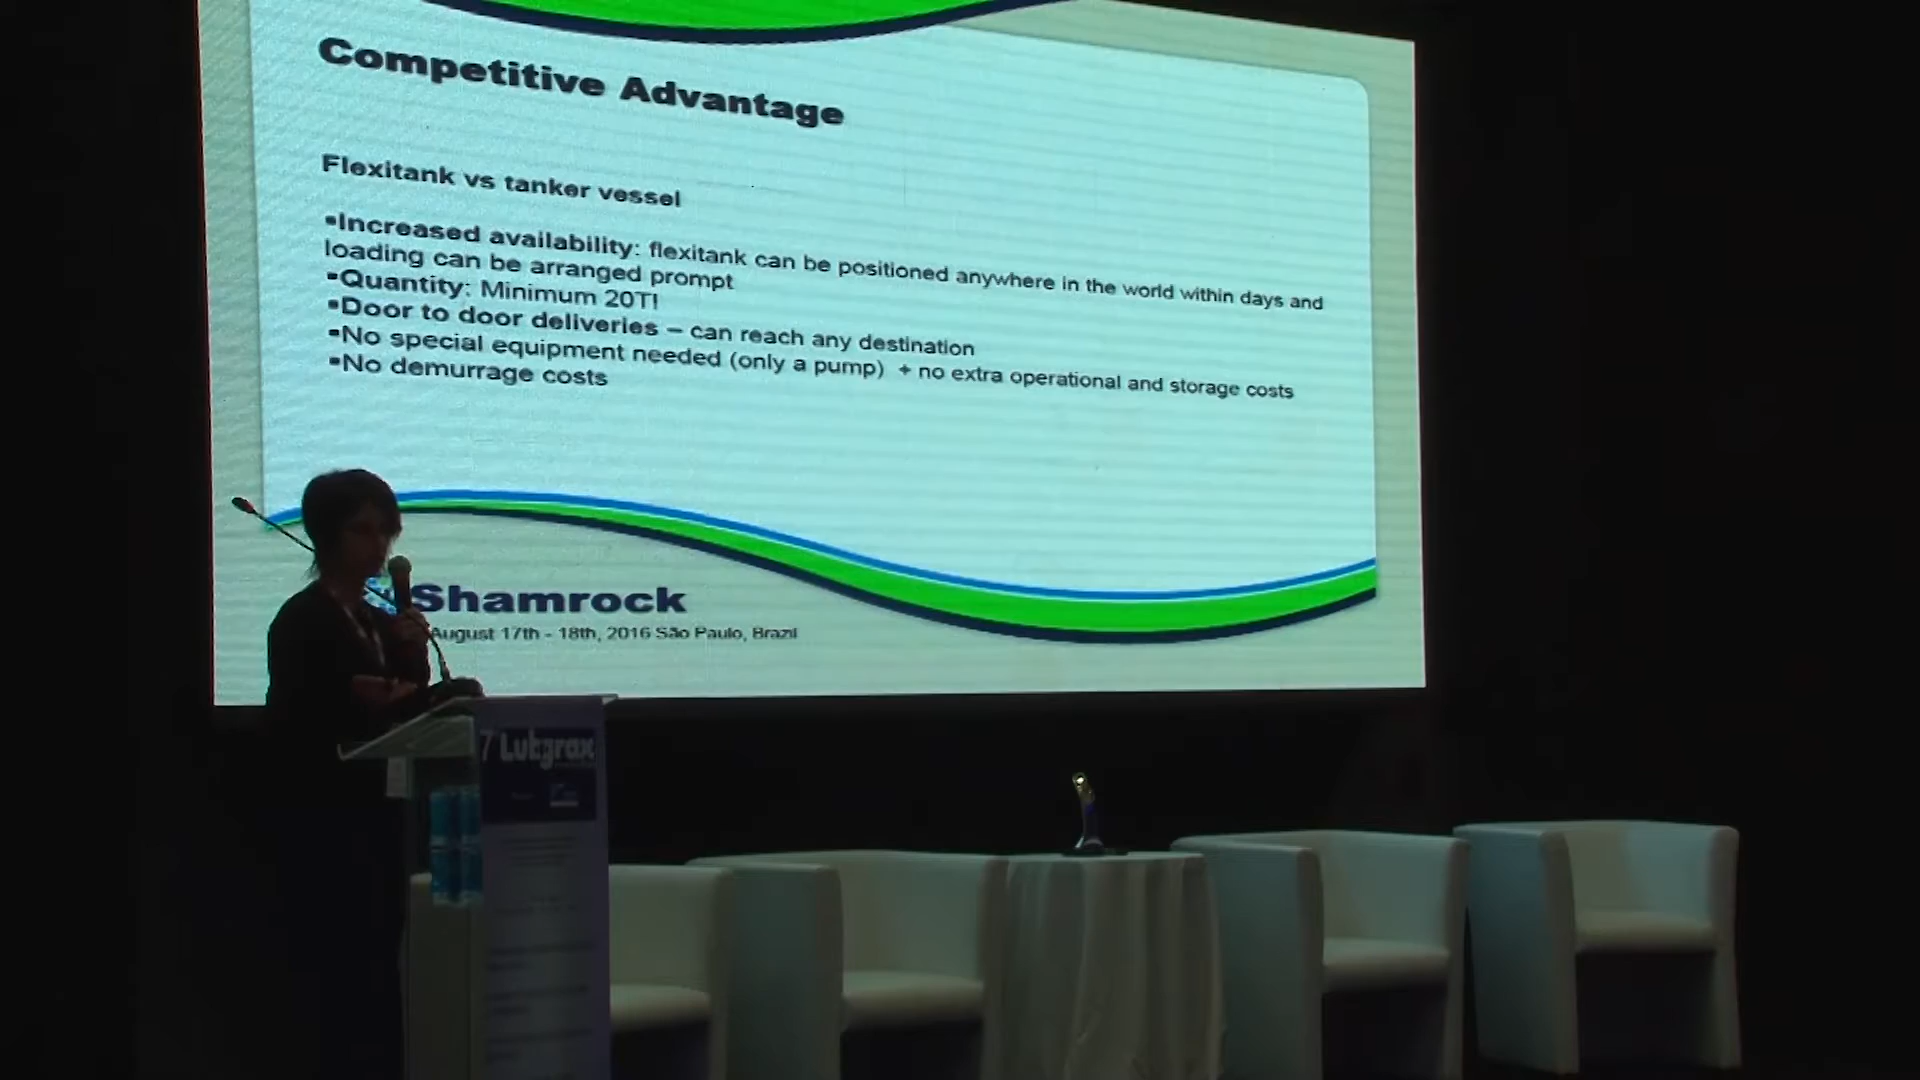 Competitive Advantage
Flexitank vs tanker vessel
▪Increased availability: flexitank can be positioned anywhere in the world within days and
loading can be arranged prompt
▪Quantity: Minimum 20T!
▪Door to door deliveries – can reach any destination
▪No special equipment needed (only a pump) + no extra operational and storage costs
▪No demurrage costs
Shamrock
August 17th - 18th, 2016 São Paulo, Brazil
7 Lubgrax